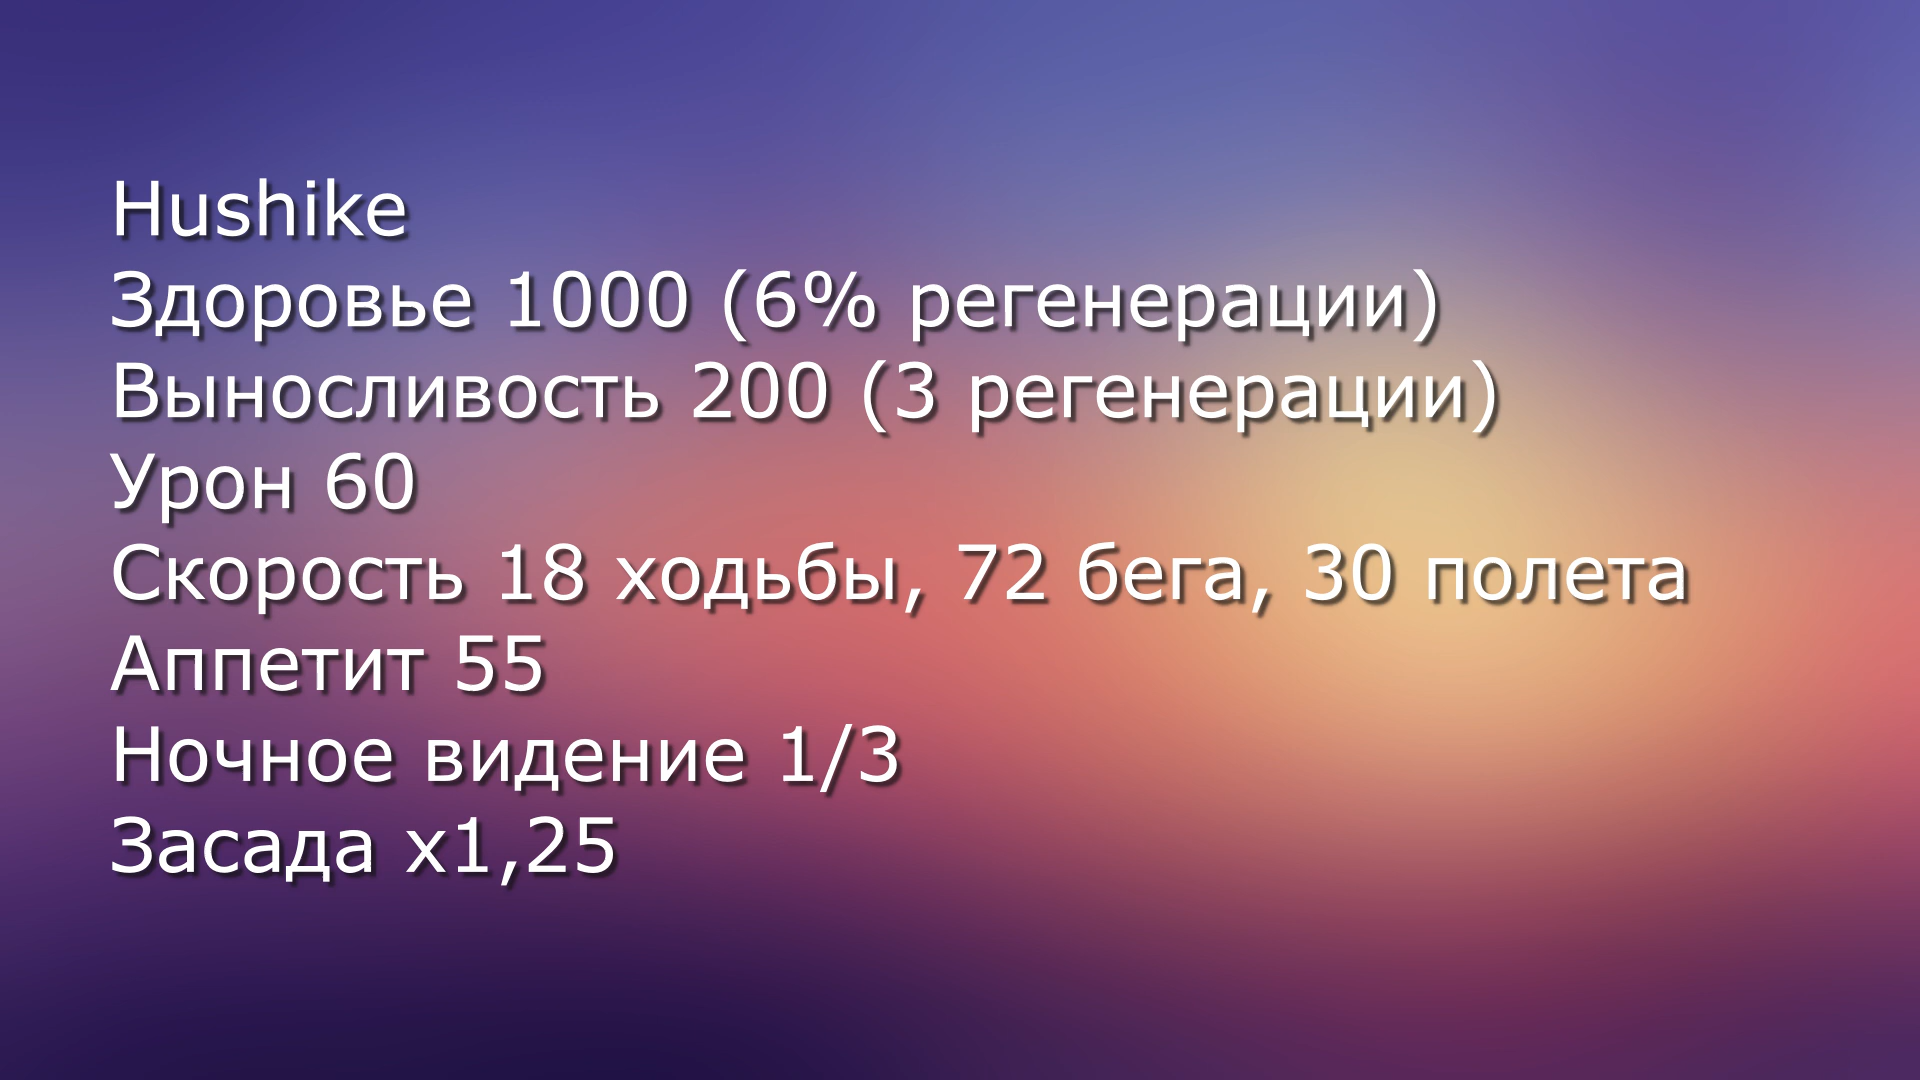 Hushike
Здоровье 1000 (6% регенерации)
Выносливость 200 (3 регенерации)
Урон 60
Скорость 18 ходьбы, 72 бега, 30 полета
Аппетит 55
Ночное видение 1/3
Засада х1,25